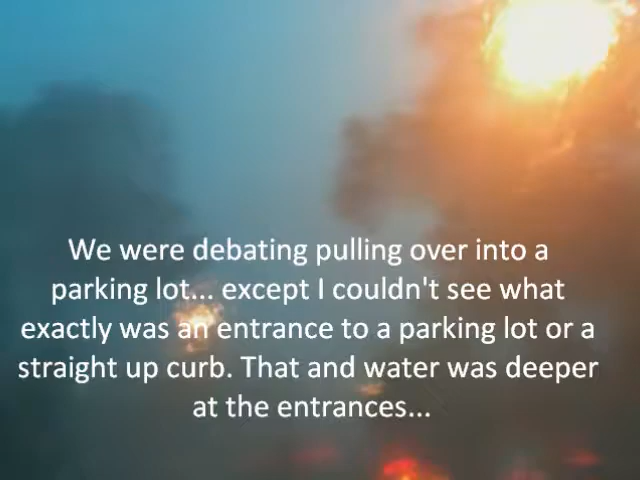 We were debating pulling over into a
parking lot... except I couldn't see what
exactly was an entrance to a parking lot or a
straight up curb. That and water was deeper
at the entrances...